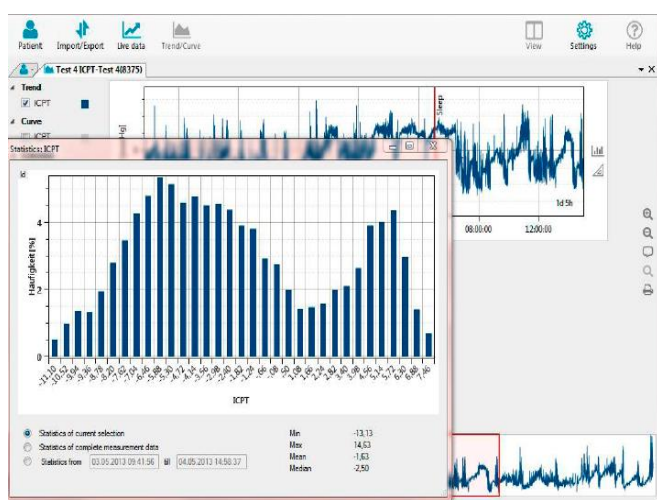 Patient Import/Export Live data Trend/Curve View Settings Help
Test 4 ICPT-Test 4(8375)
Trend
ICPT
Curve
ICPT
Statistics: ICPT
Sleep
1d 5h
08:00:00 12:00:00
Häufigkeit [%]
4
2
0
-11,10 -10,52 -9,94 -9,36 -8,78 -8,20 -7,62 -7,04 -6,46 -5,88 -5,30 -4,72 -4,14 -3,56 -2,98 -2,40 -1,82 -1,24 -,66 -,08 ,50 1,08 1,66 2,24 2,82 3,40 3,98 4,56 5,14 5,72 6,30 6,88 7,46
ICPT
Statistics of current selection
Statistics of complete measurement data
Statistics from 03.05.2013 09:41:56 till 04.05.2013 14:58:37
Min -13,13
Max 14,63
Mean -1,63
Median -2,50